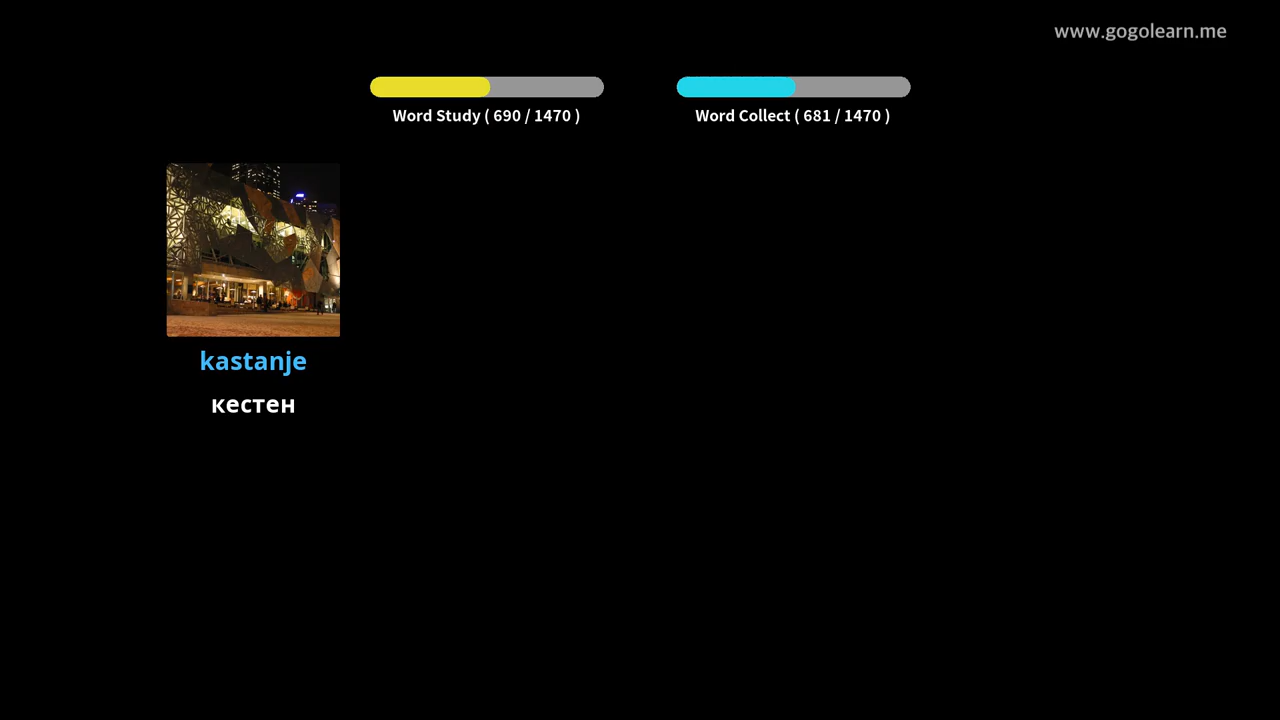 www.gogolearn.me
Word Study ( 690 / 1470 )
Word Collect ( 681 / 1470 )
kastanje
кестен